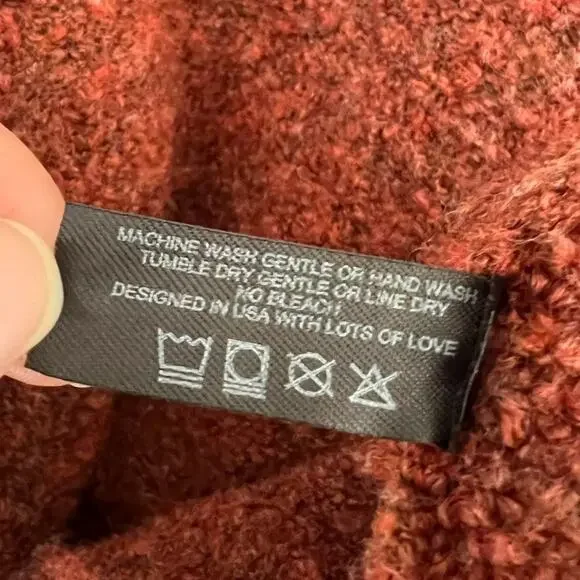 MACHINE WASH GENTLE OR HAND WASH
TUMBLE DRY GENTLE OR LINE DRY
NO BLEACH
DESIGNED IN USA WITH LOTS OF LOVE